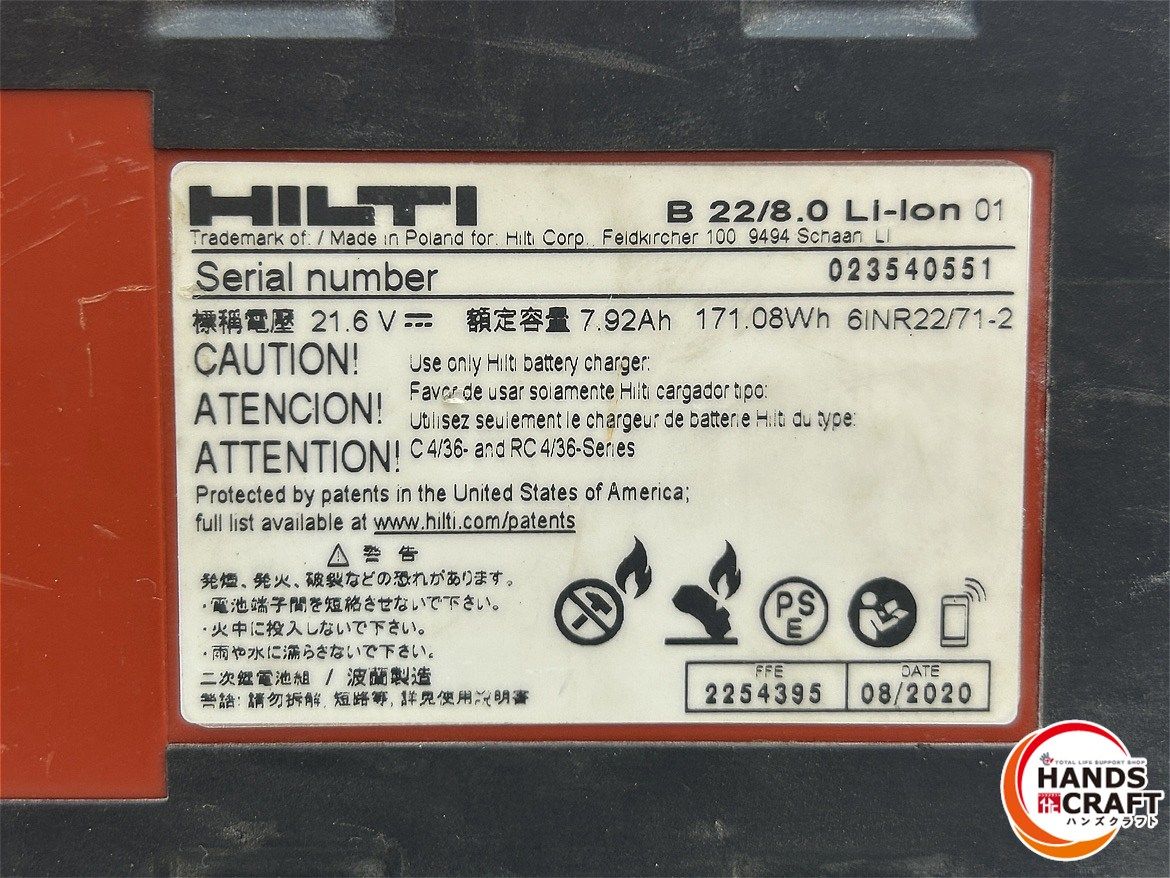 HILTI
B 22/8.0 Li-Ion 01
Trademark of: / Made in Poland for: Hilti Corp., Feldkircher 100 9494 Schaan LI
Serial number 023540551
標稱電壓 21.6 V 額定容量 7.92Ah 171.08Wh 6INR22/71-2
CAUTION! Use only Hilti battery charger:
Favor de usar solamente Hilti cargador tipo:
ATENCION! Utilisez seulement le chargeur de batterie Hilti du type:
ATTENTION! C 4/36- and RC 4/36-Series
Protected by patents in the United States of America;
full list available at www.hilti.com/patents
⚠ 警 告
発煙、発火、破裂などの恐れがあります。
・電池端子間を短絡させないで下さい。
・火中に投入しないで下さい。
・雨や水に濡らさないで下さい。
二次鋰電池組 / 波蘭製造
警語: 請勿拆解, 短路等, 詳見使用說明書
PS
E
FFE DATE
2254395 08/2020
TOTAL LIFE SUPPORT SHOP
HANDS
CRAFT
ハンズクラフト